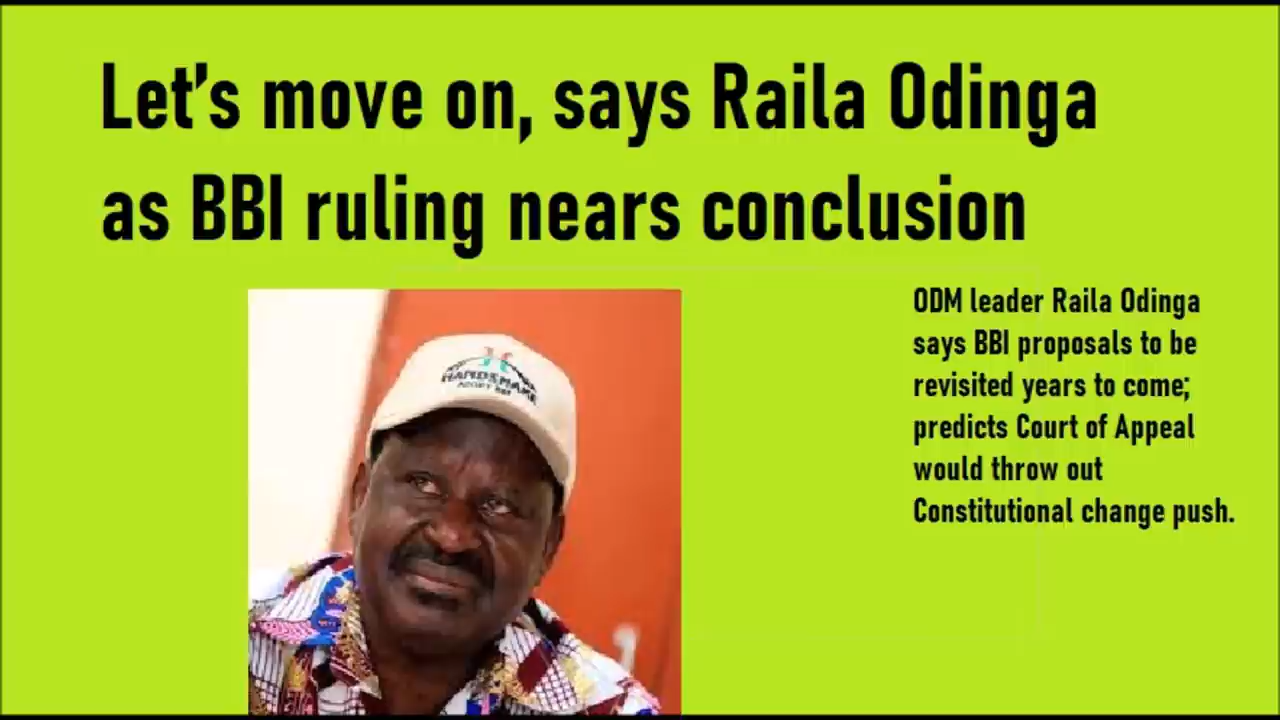 Let's move on, says Raila Odinga
as BBI ruling nears conclusion
ODM leader Raila Odinga
says BBI proposals to be
revisited years to come;
predicts Court of Appeal
would throw out
Constitutional change push.
HANDSHAKE